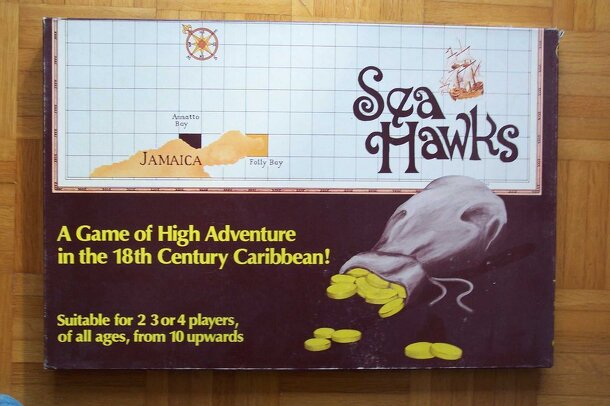 Sea
Hawks
Annatto
Bay
JAMAICA
Folly Bay
A Game of High Adventure
in the 18th Century Caribbean!
Suitable for 2 3 or 4 players,
of all ages, from 10 upwards